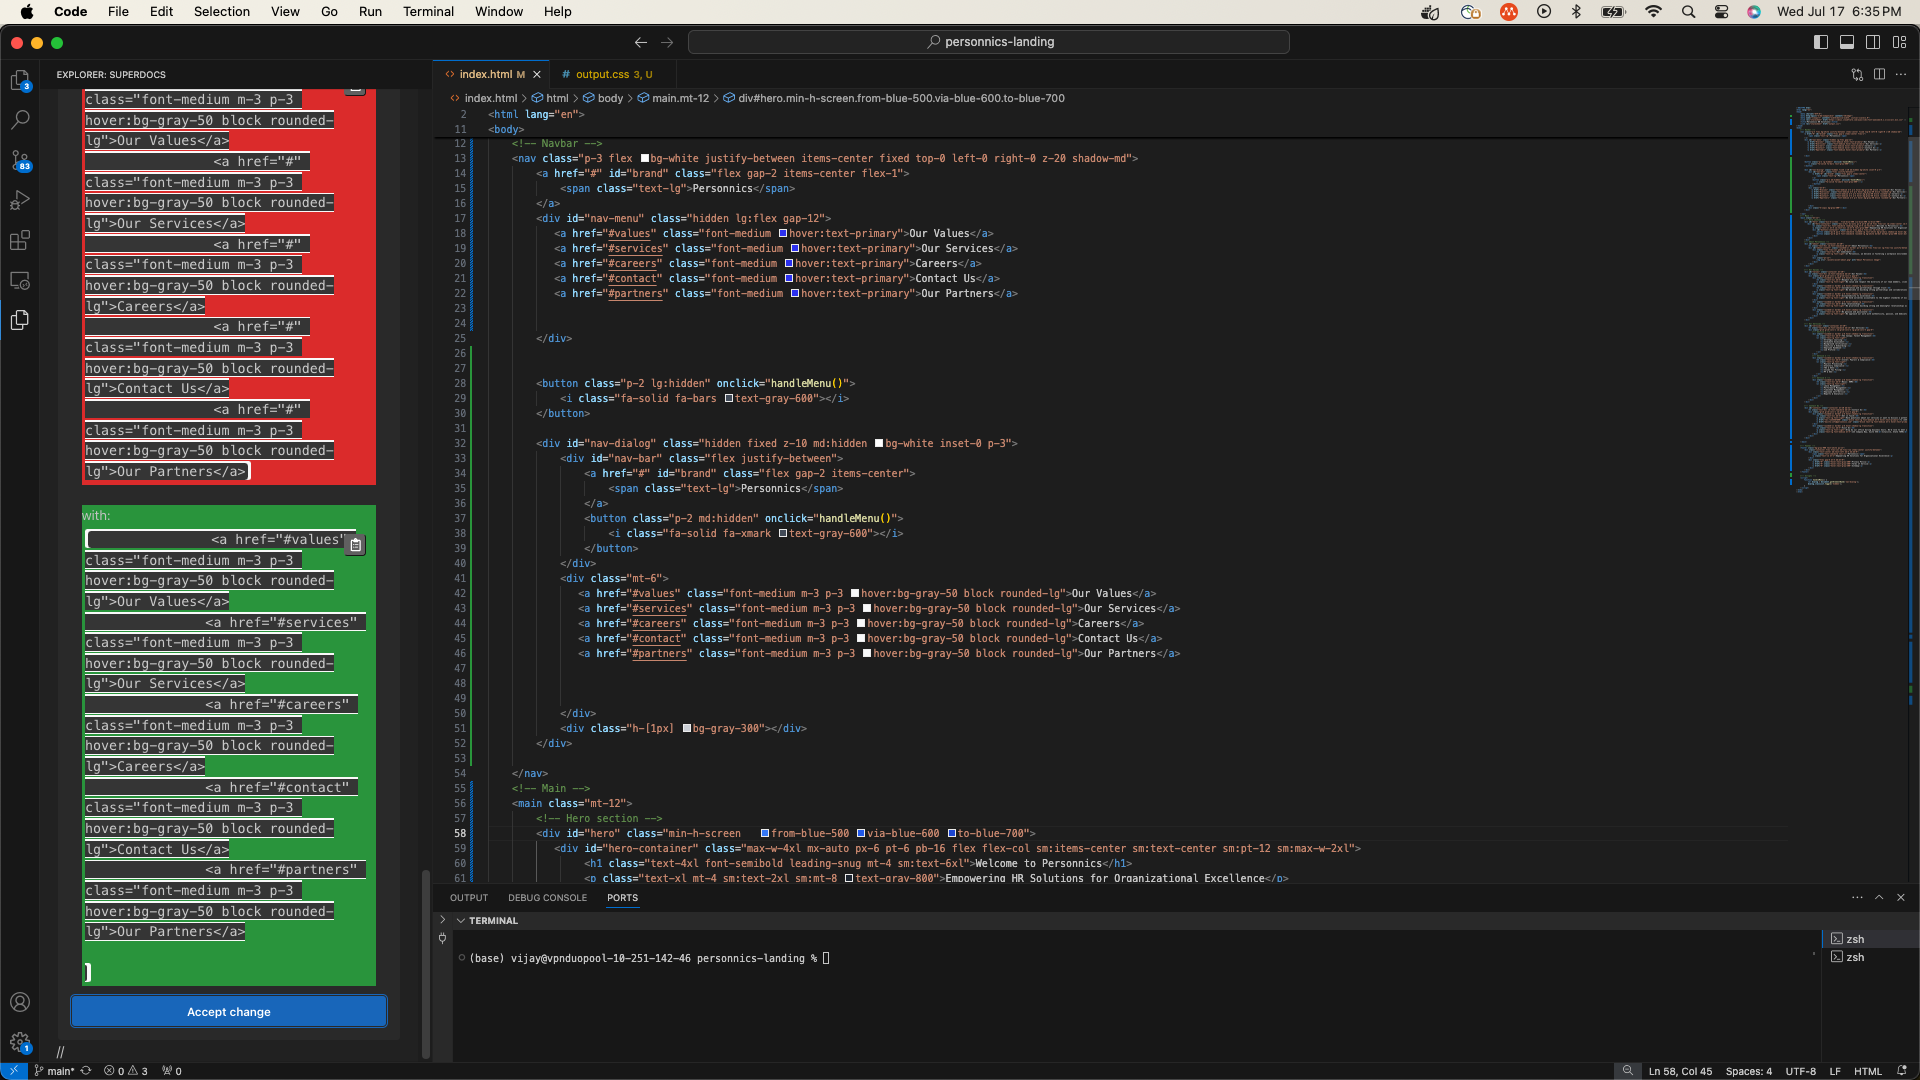 Code File Edit Selection View Go Run Terminal Window Help Wed Jul 17 6:35 PM
personnics-landing
EXPLORER: SUPERDOCS
class="font-medium m-3 p-3
hover:bg-gray-50 block rounded-
lg">Our Values</a>
<a href="#"
class="font-medium m-3 p-3
hover:bg-gray-50 block rounded-
lg">Our Services</a>
<a href="#"
class="font-medium m-3 p-3
hover:bg-gray-50 block rounded-
lg">Careers</a>
<a href="#"
class="font-medium m-3 p-3
hover:bg-gray-50 block rounded-
lg">Contact Us</a>
<a href="#"
class="font-medium m-3 p-3
hover:bg-gray-50 block rounded-
lg">Our Partners</a>
with:
<a href="#values"
class="font-medium m-3 p-3
hover:bg-gray-50 block rounded-
lg">Our Values</a>
<a href="#services"
class="font-medium m-3 p-3
hover:bg-gray-50 block rounded-
lg">Our Services</a>
<a href="#careers"
class="font-medium m-3 p-3
hover:bg-gray-50 block rounded-
lg">Careers</a>
<a href="#contact"
class="font-medium m-3 p-3
hover:bg-gray-50 block rounded-
lg">Contact Us</a>
<a href="#partners"
class="font-medium m-3 p-3
hover:bg-gray-50 block rounded-
lg">Our Partners</a>
Accept change
//
3
83
1
index.html M output.css 3, U
index.html > html > body > main.mt-12 > div#hero.min-h-screen.from-blue-500.via-blue-600.to-blue-700
2 <html lang="en">
11 <body>
12 <!-- Navbar -->
13 <nav class="p-3 flex bg-white justify-between items-center fixed top-0 left-0 right-0 z-20 shadow-md">
14 <a href="#" id="brand" class="flex gap-2 items-center flex-1">
15 <span class="text-lg">Personnics</span>
16 </a>
17 <div id="nav-menu" class="hidden lg:flex gap-12">
18 <a href="#values" class="font-medium hover:text-primary">Our Values</a>
19 <a href="#services" class="font-medium hover:text-primary">Our Services</a>
20 <a href="#careers" class="font-medium hover:text-primary">Careers</a>
21 <a href="#contact" class="font-medium hover:text-primary">Contact Us</a>
22 <a href="#partners" class="font-medium hover:text-primary">Our Partners</a>
23
24
25 </div>
26
27
28 <button class="p-2 lg:hidden" onclick="handleMenu()">
29 <i class="fa-solid fa-bars text-gray-600"></i>
30 </button>
31
32 <div id="nav-dialog" class="hidden fixed z-10 md:hidden bg-white inset-0 p-3">
33 <div id="nav-bar" class="flex justify-between">
34 <a href="#" id="brand" class="flex gap-2 items-center">
35 <span class="text-lg">Personnics</span>
36 </a>
37 <button class="p-2 md:hidden" onclick="handleMenu()">
38 <i class="fa-solid fa-xmark text-gray-600"></i>
39 </button>
40 </div>
41 <div class="mt-6">
42 <a href="#values" class="font-medium m-3 p-3 hover:bg-gray-50 block rounded-lg">Our Values</a>
43 <a href="#services" class="font-medium m-3 p-3 hover:bg-gray-50 block rounded-lg">Our Services</a>
44 <a href="#careers" class="font-medium m-3 p-3 hover:bg-gray-50 block rounded-lg">Careers</a>
45 <a href="#contact" class="font-medium m-3 p-3 hover:bg-gray-50 block rounded-lg">Contact Us</a>
46 <a href="#partners" class="font-medium m-3 p-3 hover:bg-gray-50 block rounded-lg">Our Partners</a>
47
48
49
50 </div>
51 <div class="h-[1px] bg-gray-300"></div>
52 </div>
53
54 </nav>
55 <!-- Main -->
56 <main class="mt-12">
57 <!-- Hero section -->
58 <div id="hero" class="min-h-screen from-blue-500 via-blue-600 to-blue-700">
59 <div id="hero-container" class="max-w-4xl mx-auto px-6 pt-6 pb-16 flex flex-col sm:items-center sm:text-center sm:pt-12 sm:max-w-2xl">
60 <h1 class="text-4xl font-semibold leading-snug mt-4 sm:text-6xl">Welcome to Personnics</h1>
61 <p class="text-xl mt-4 sm:text-2xl sm:mt-8 text-gray-800">Empowering HR Solutions for Organizational Excellence</p>
OUTPUT DEBUG CONSOLE PORTS
TERMINAL
(base) vijay@vpnduopool-10-251-142-46 personnics-landing %
zsh
zsh
main* 0 3 0 Ln 58, Col 45 Spaces: 4 UTF-8 LF HTML